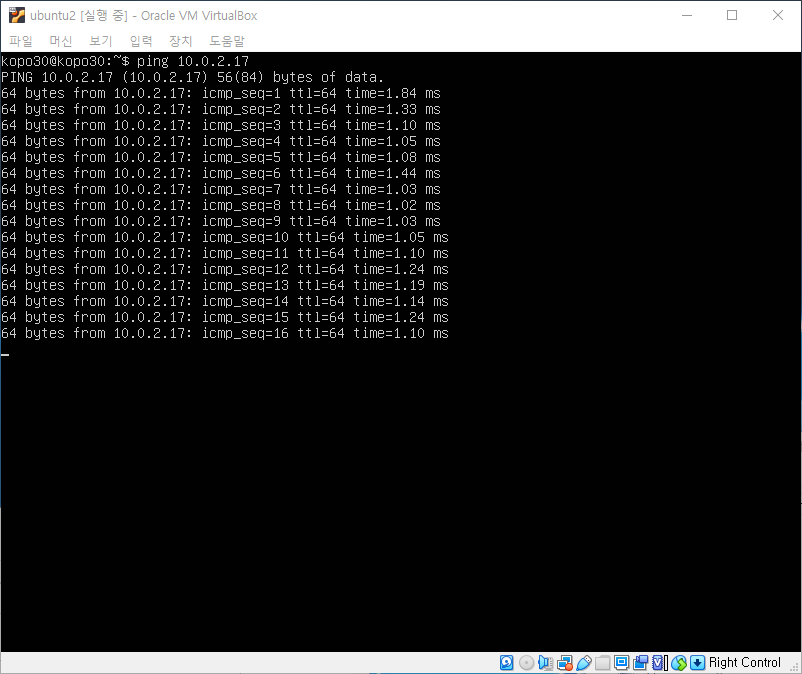 ubuntu2 [실행 중] - Oracle VM VirtualBox
파일 머신 보기 입력 장치 도움말
kopo30@kopo30:~$ ping 10.0.2.17
PING 10.0.2.17 (10.0.2.17) 56(84) bytes of data.
64 bytes from 10.0.2.17: icmp_seq=1 ttl=64 time=1.84 ms
64 bytes from 10.0.2.17: icmp_seq=2 ttl=64 time=1.33 ms
64 bytes from 10.0.2.17: icmp_seq=3 ttl=64 time=1.10 ms
64 bytes from 10.0.2.17: icmp_seq=4 ttl=64 time=1.05 ms
64 bytes from 10.0.2.17: icmp_seq=5 ttl=64 time=1.08 ms
64 bytes from 10.0.2.17: icmp_seq=6 ttl=64 time=1.44 ms
64 bytes from 10.0.2.17: icmp_seq=7 ttl=64 time=1.03 ms
64 bytes from 10.0.2.17: icmp_seq=8 ttl=64 time=1.02 ms
64 bytes from 10.0.2.17: icmp_seq=9 ttl=64 time=1.03 ms
64 bytes from 10.0.2.17: icmp_seq=10 ttl=64 time=1.05 ms
64 bytes from 10.0.2.17: icmp_seq=11 ttl=64 time=1.10 ms
64 bytes from 10.0.2.17: icmp_seq=12 ttl=64 time=1.24 ms
64 bytes from 10.0.2.17: icmp_seq=13 ttl=64 time=1.19 ms
64 bytes from 10.0.2.17: icmp_seq=14 ttl=64 time=1.14 ms
64 bytes from 10.0.2.17: icmp_seq=15 ttl=64 time=1.24 ms
64 bytes from 10.0.2.17: icmp_seq=16 ttl=64 time=1.10 ms
Right Control